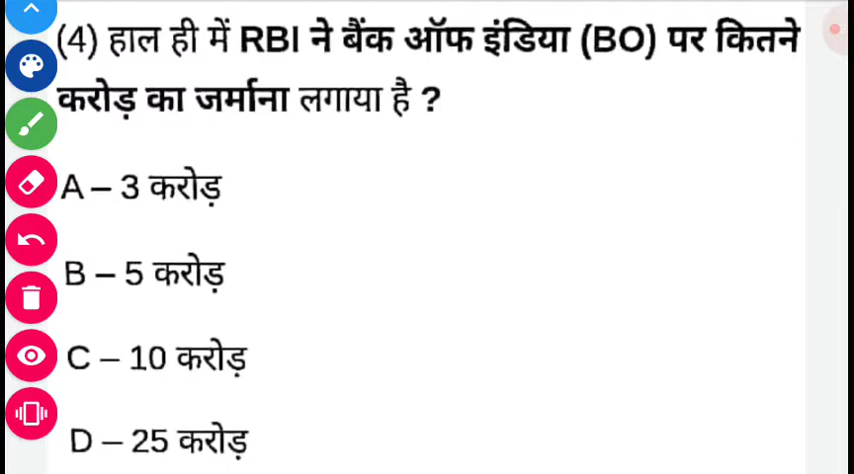 (4) हाल ही में RBI ने बैंक ऑफ इंडिया (BO) पर कितने
करोड़ का जर्माना लगाया है ?
A – 3 करोड़
B – 5 करोड़
C – 10 करोड़
D – 25 करोड़